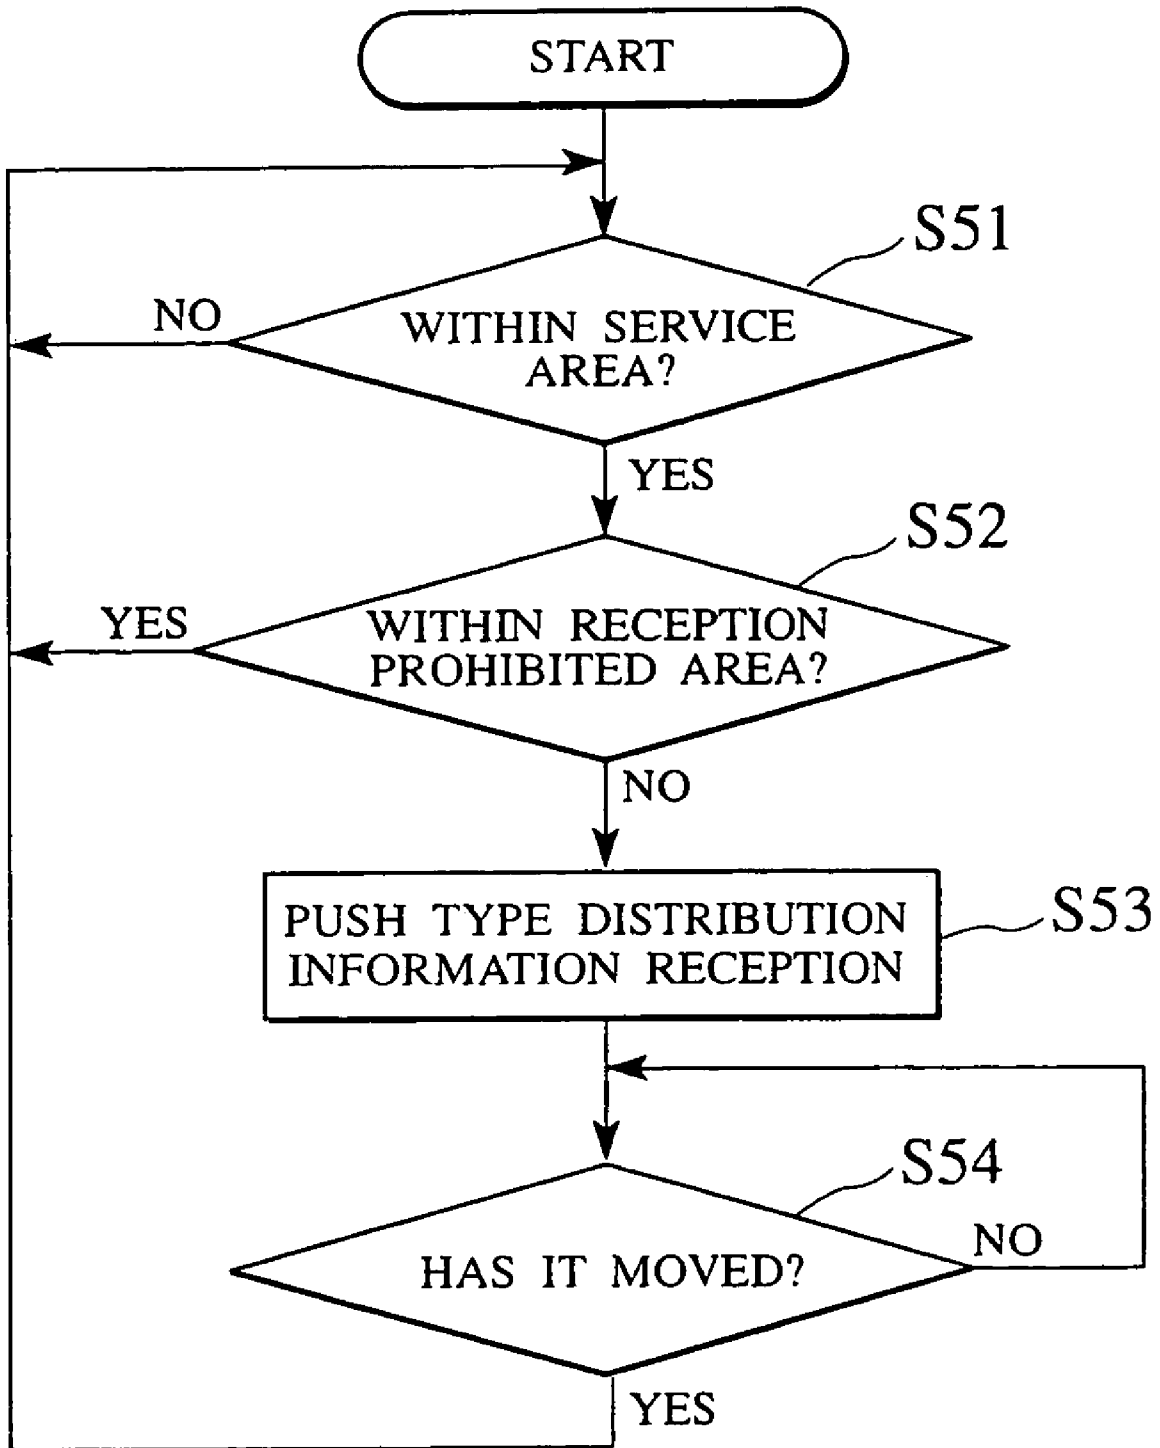 START
S51
NO
WITHIN SERVICE
AREA?
YES
S52
YES
WITHIN RECEPTION
PROHIBITED AREA?
NO
PUSH TYPE DISTRIBUTION
INFORMATION RECEPTION
S53
S54
HAS IT MOVED?
NO
YES